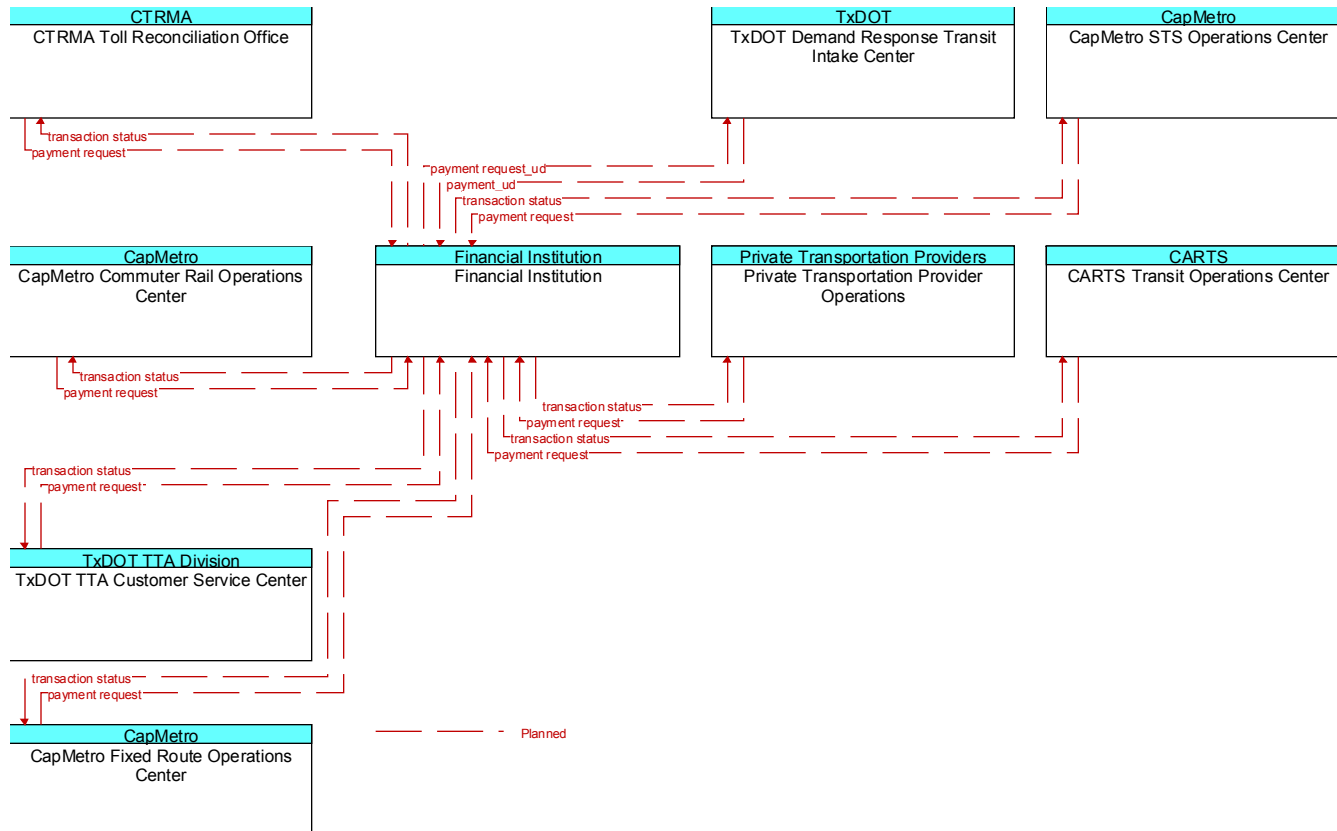 CTRMA
CTRMA Toll Reconciliation Office
TxDOT
TxDOT Demand Response Transit
Intake Center
CapMetro
CapMetro STS Operations Center
transaction status
payment request
payment request_ud
payment_ud
transaction status
payment request
CapMetro
CapMetro Commuter Rail Operations
Center
Financial Institution
Financial Institution
Private Transportation Providers
Private Transportation Provider
Operations
CARTS
CARTS Transit Operations Center
transaction status
payment request
transaction status
payment request
transaction status
payment request
transaction status
payment request
TxDOT TTA Division
TxDOT TTA Customer Service Center
transaction status
payment request
CapMetro
CapMetro Fixed Route Operations
Center
Planned